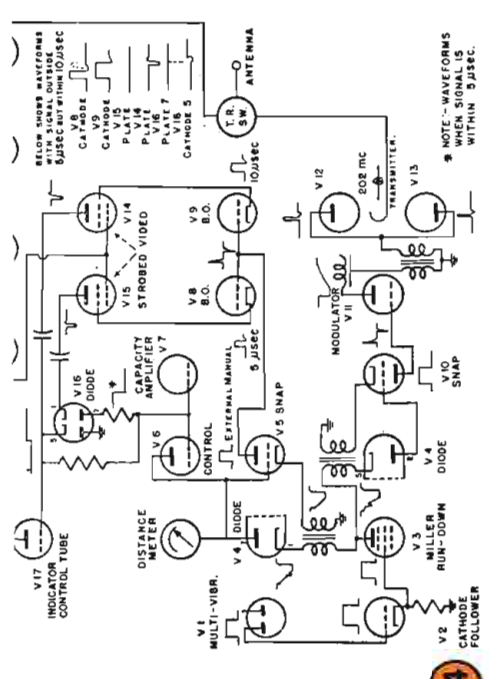 V17
INDICATOR
CONTROL TUBE
V16
DIODE
5
1
2
*
CAPACITY
AMPLIFIER
V7
V15
V14
STROBED VIDEO
BELOW SHOWS WAVEFORMS
WITH SIGNAL OUTSIDE
5µSEC BUT WITHIN 10µSEC
V8
CATHODE
V9
CATHODE
V15
PLATE
V14
PLATE
V16
PLATE 7
V16
CATHODE 5
DISTANCE
METER
V6
CONTROL
EXTERNAL MANUAL
5 µSEC
V8
B.O.
V9
B.O.
10µSEC
T.R.
SW.
ANTENNA
V1
MULTI-VIBR.
V4
DIODE
V5 SNAP
MODULATOR
V11
V12
202 MC
TRANSMITTER.
V13
V2
CATHODE
FOLLOWER
V3
MILLER
RUN-DOWN
V4
DIODE
V10
SNAP
* NOTE:- WAVEFORMS
WHEN SIGNAL IS
WITHIN 5µSEC.